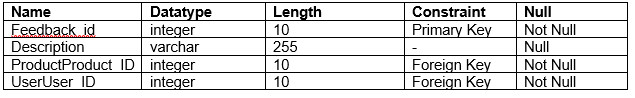 Name Datatype Length Constraint Null
Feedback_id integer 10 Primary Key Not Null
Description varchar 255 - Null
ProductProduct_ID integer 10 Foreign Key Not Null
UserUser_ID integer 10 Foreign Key Not Null